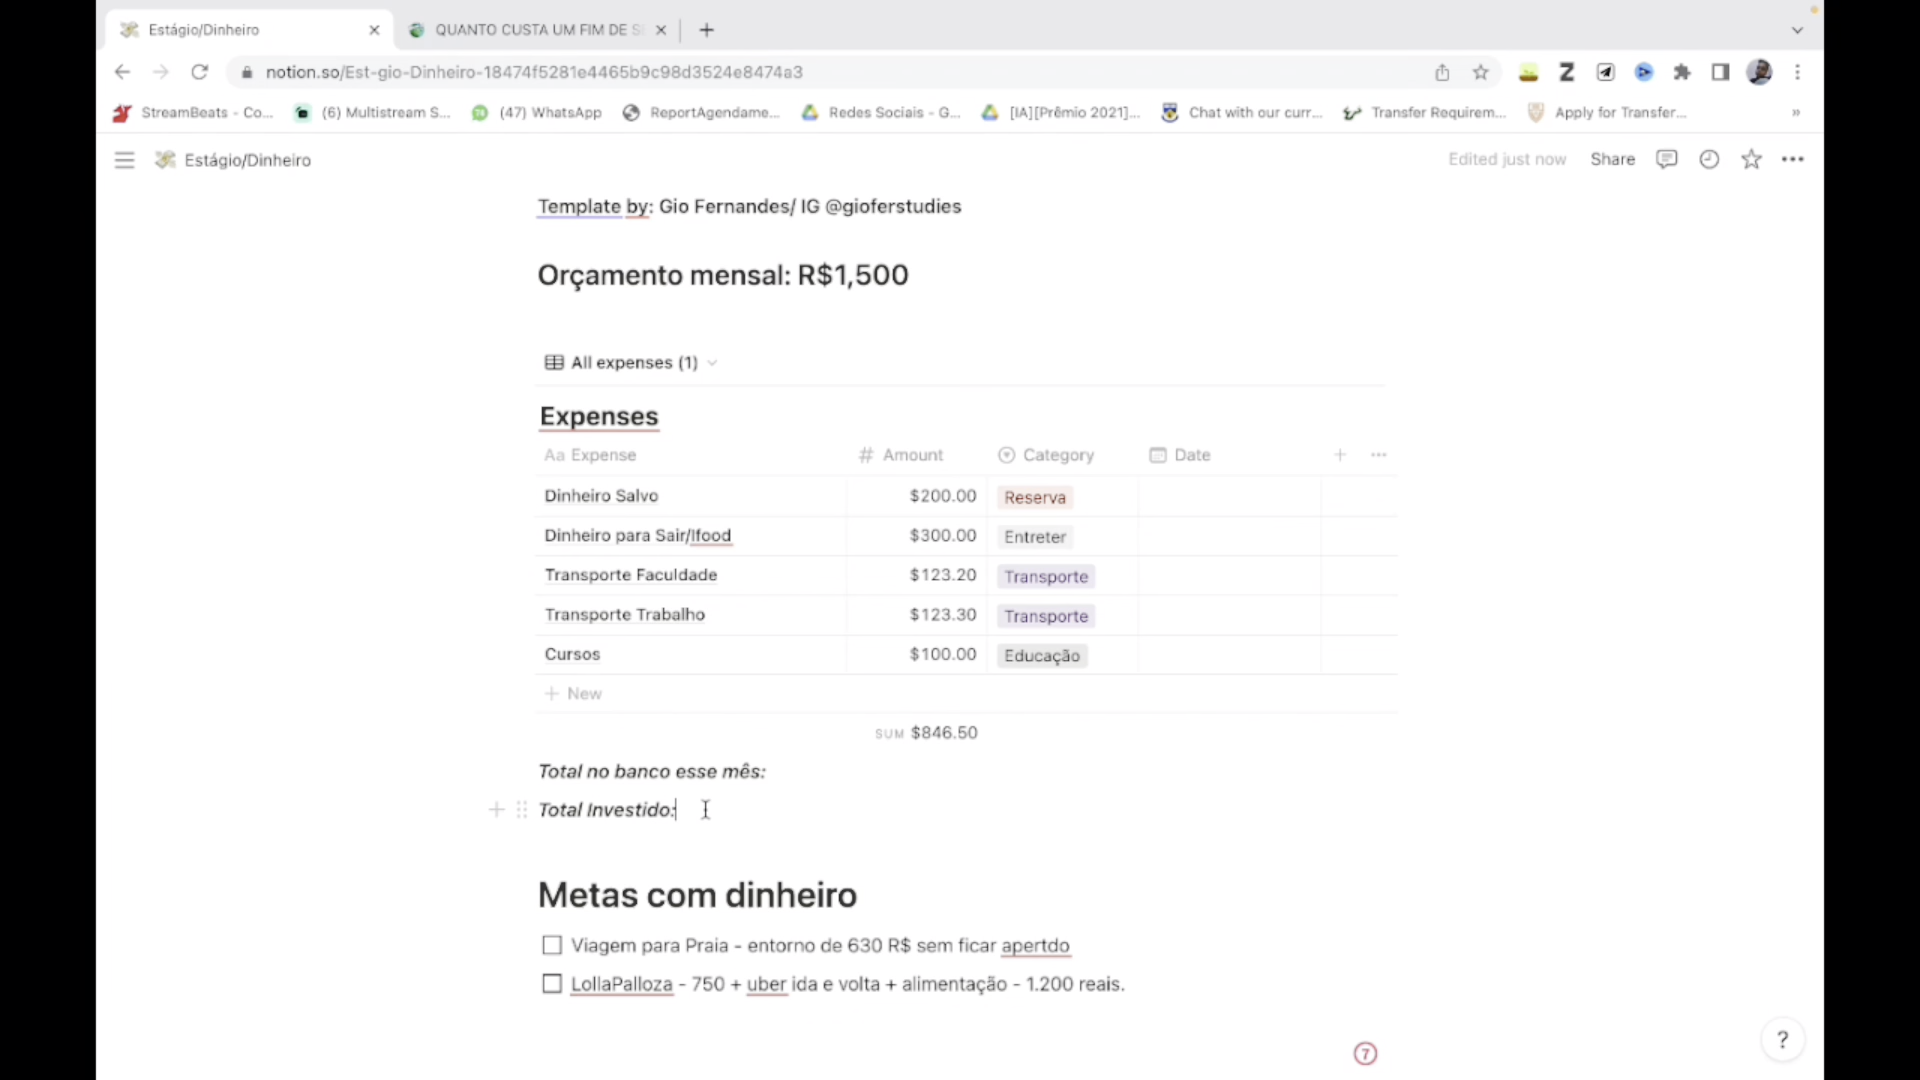 Estágio/Dinheiro
QUANTO CUSTA UM FIM DE S
notion.so/Est-gio-Dinheiro-18474f5281e4465b9c98d3524e8474a3
StreamBeats - Co... (6) Multistream S... (47) WhatsApp ReportAgendame... Redes Sociais - G... [IA][Prêmio 2021]... Chat with our curr... Transfer Requirem... Apply for Transfer... »
Estágio/Dinheiro Edited just now Share
Template by: Gio Fernandes/ IG @gioferstudies
Orçamento mensal: R$1,500
All expenses (1)
Expenses
Aa Expense # Amount Category Date
Dinheiro Salvo $200.00 Reserva
Dinheiro para Sair/Ifood $300.00 Entreter
Transporte Faculdade $123.20 Transporte
Transporte Trabalho $123.30 Transporte
Cursos $100.00 Educação
+ New
SUM $846.50
Total no banco esse mês:
Total Investido:
Metas com dinheiro
Viagem para Praia - entorno de 630 R$ sem ficar apertdo
LollaPalloza - 750 + uber ida e volta + alimentação - 1.200 reais.
?
7